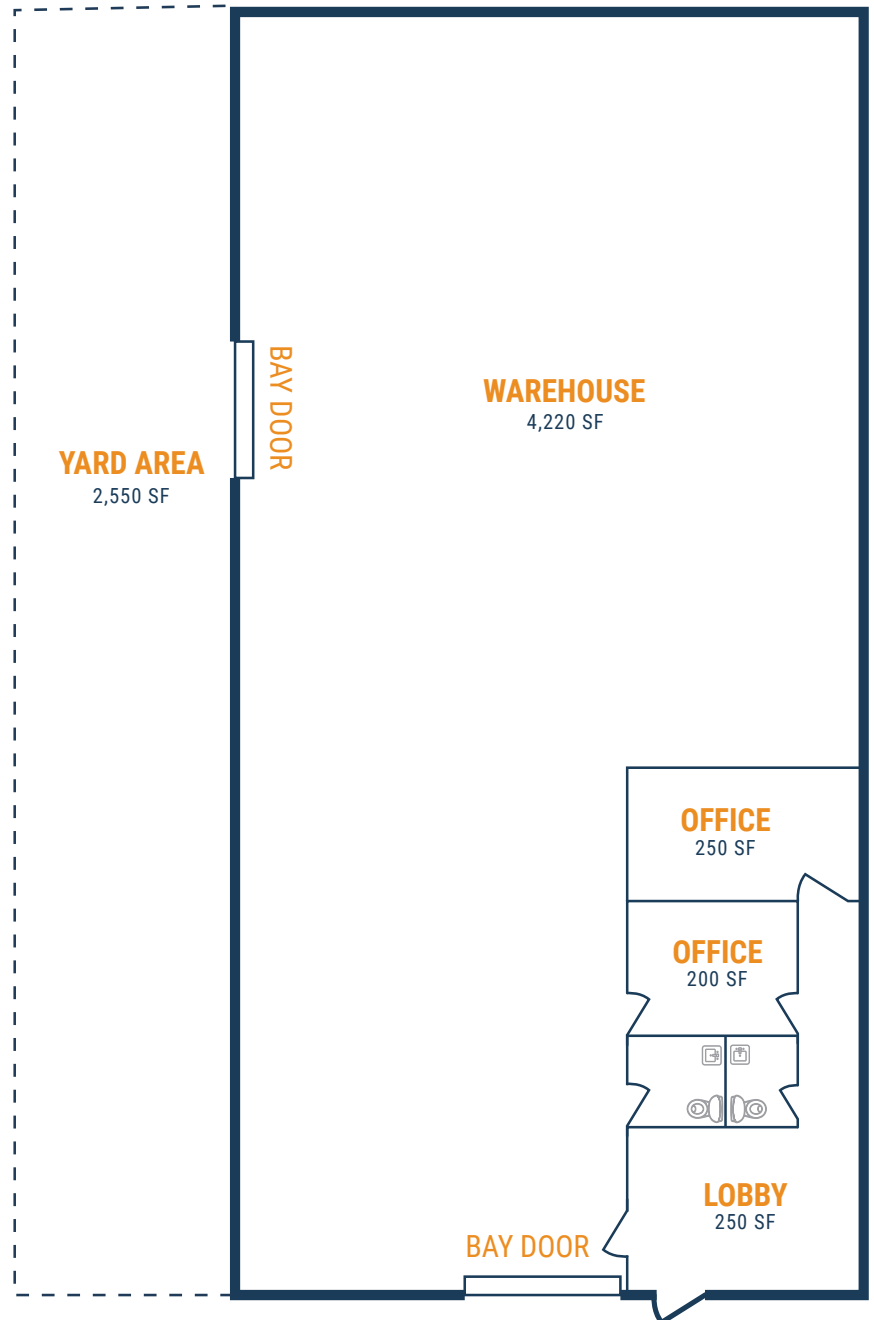 BAY DOOR
WAREHOUSE
4,220 SF
YARD AREA
2,550 SF
OFFICE
250 SF
OFFICE
200 SF
LOBBY
250 SF
BAY DOOR